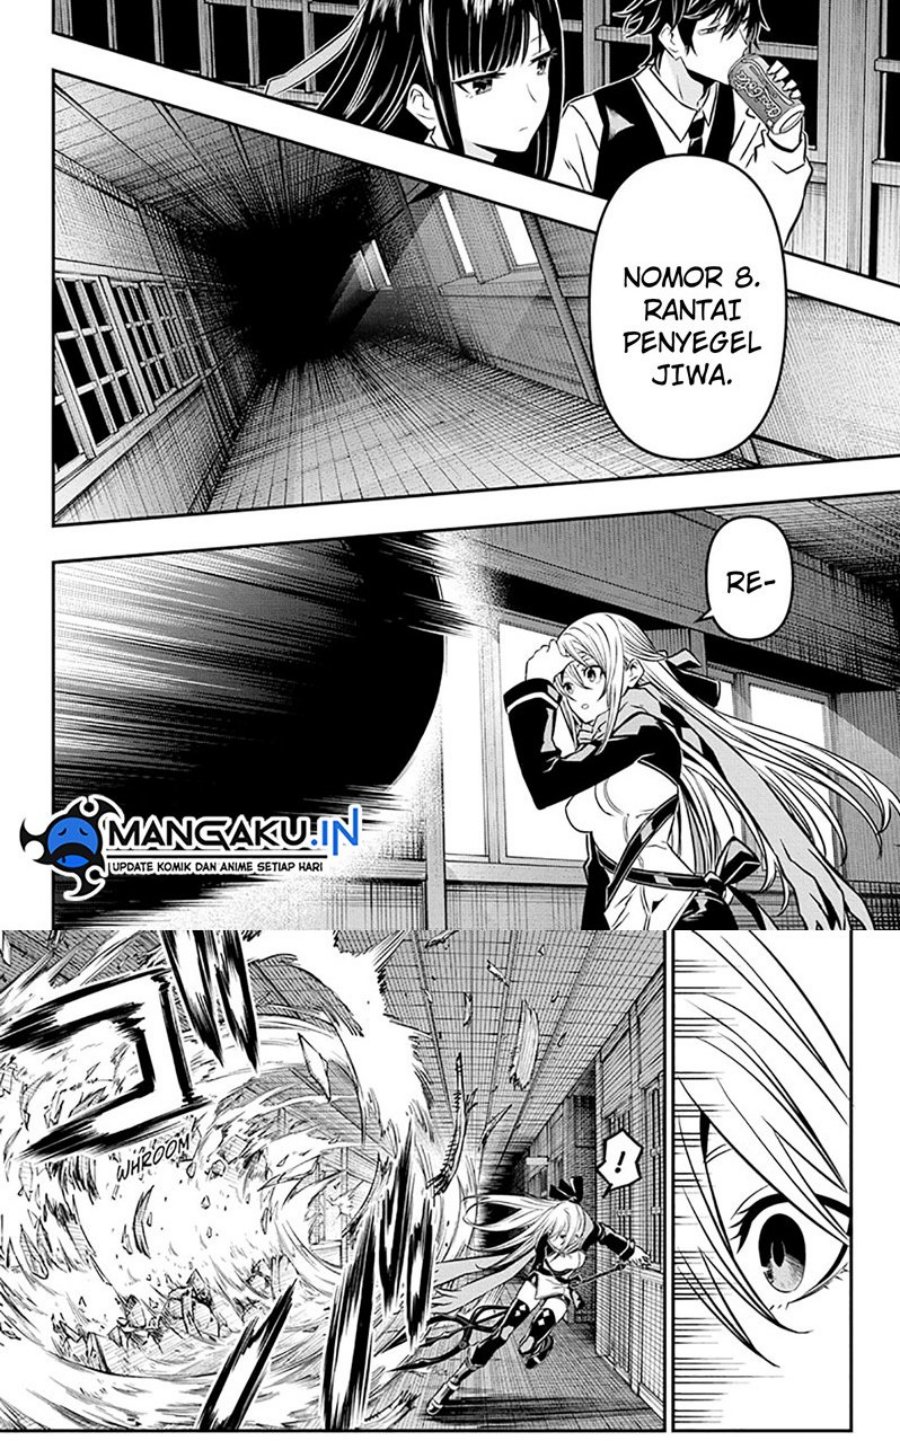 NOMOR 8.
RANTAI
PENYEGEL
JIWA.
RE-
MANGAKU.IN
UPDATE KOMIK DAN ANIME SETIAP HARI
WHROOM
!